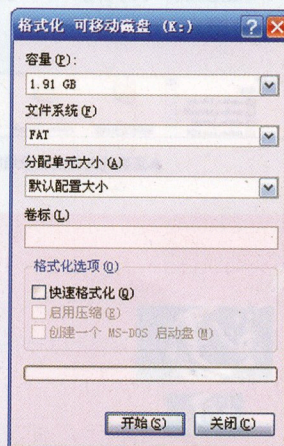 格式化 可移动磁盘 (K:)
容量(P):
1.91 GB
文件系统(F)
FAT
分配单元大小(A)
默认配置大小
卷标(L)
格式化选项(O)
快速格式化(Q)
启用压缩(E)
创建一个 MS-DOS 启动盘(M)
开始(S) 关闭(C)